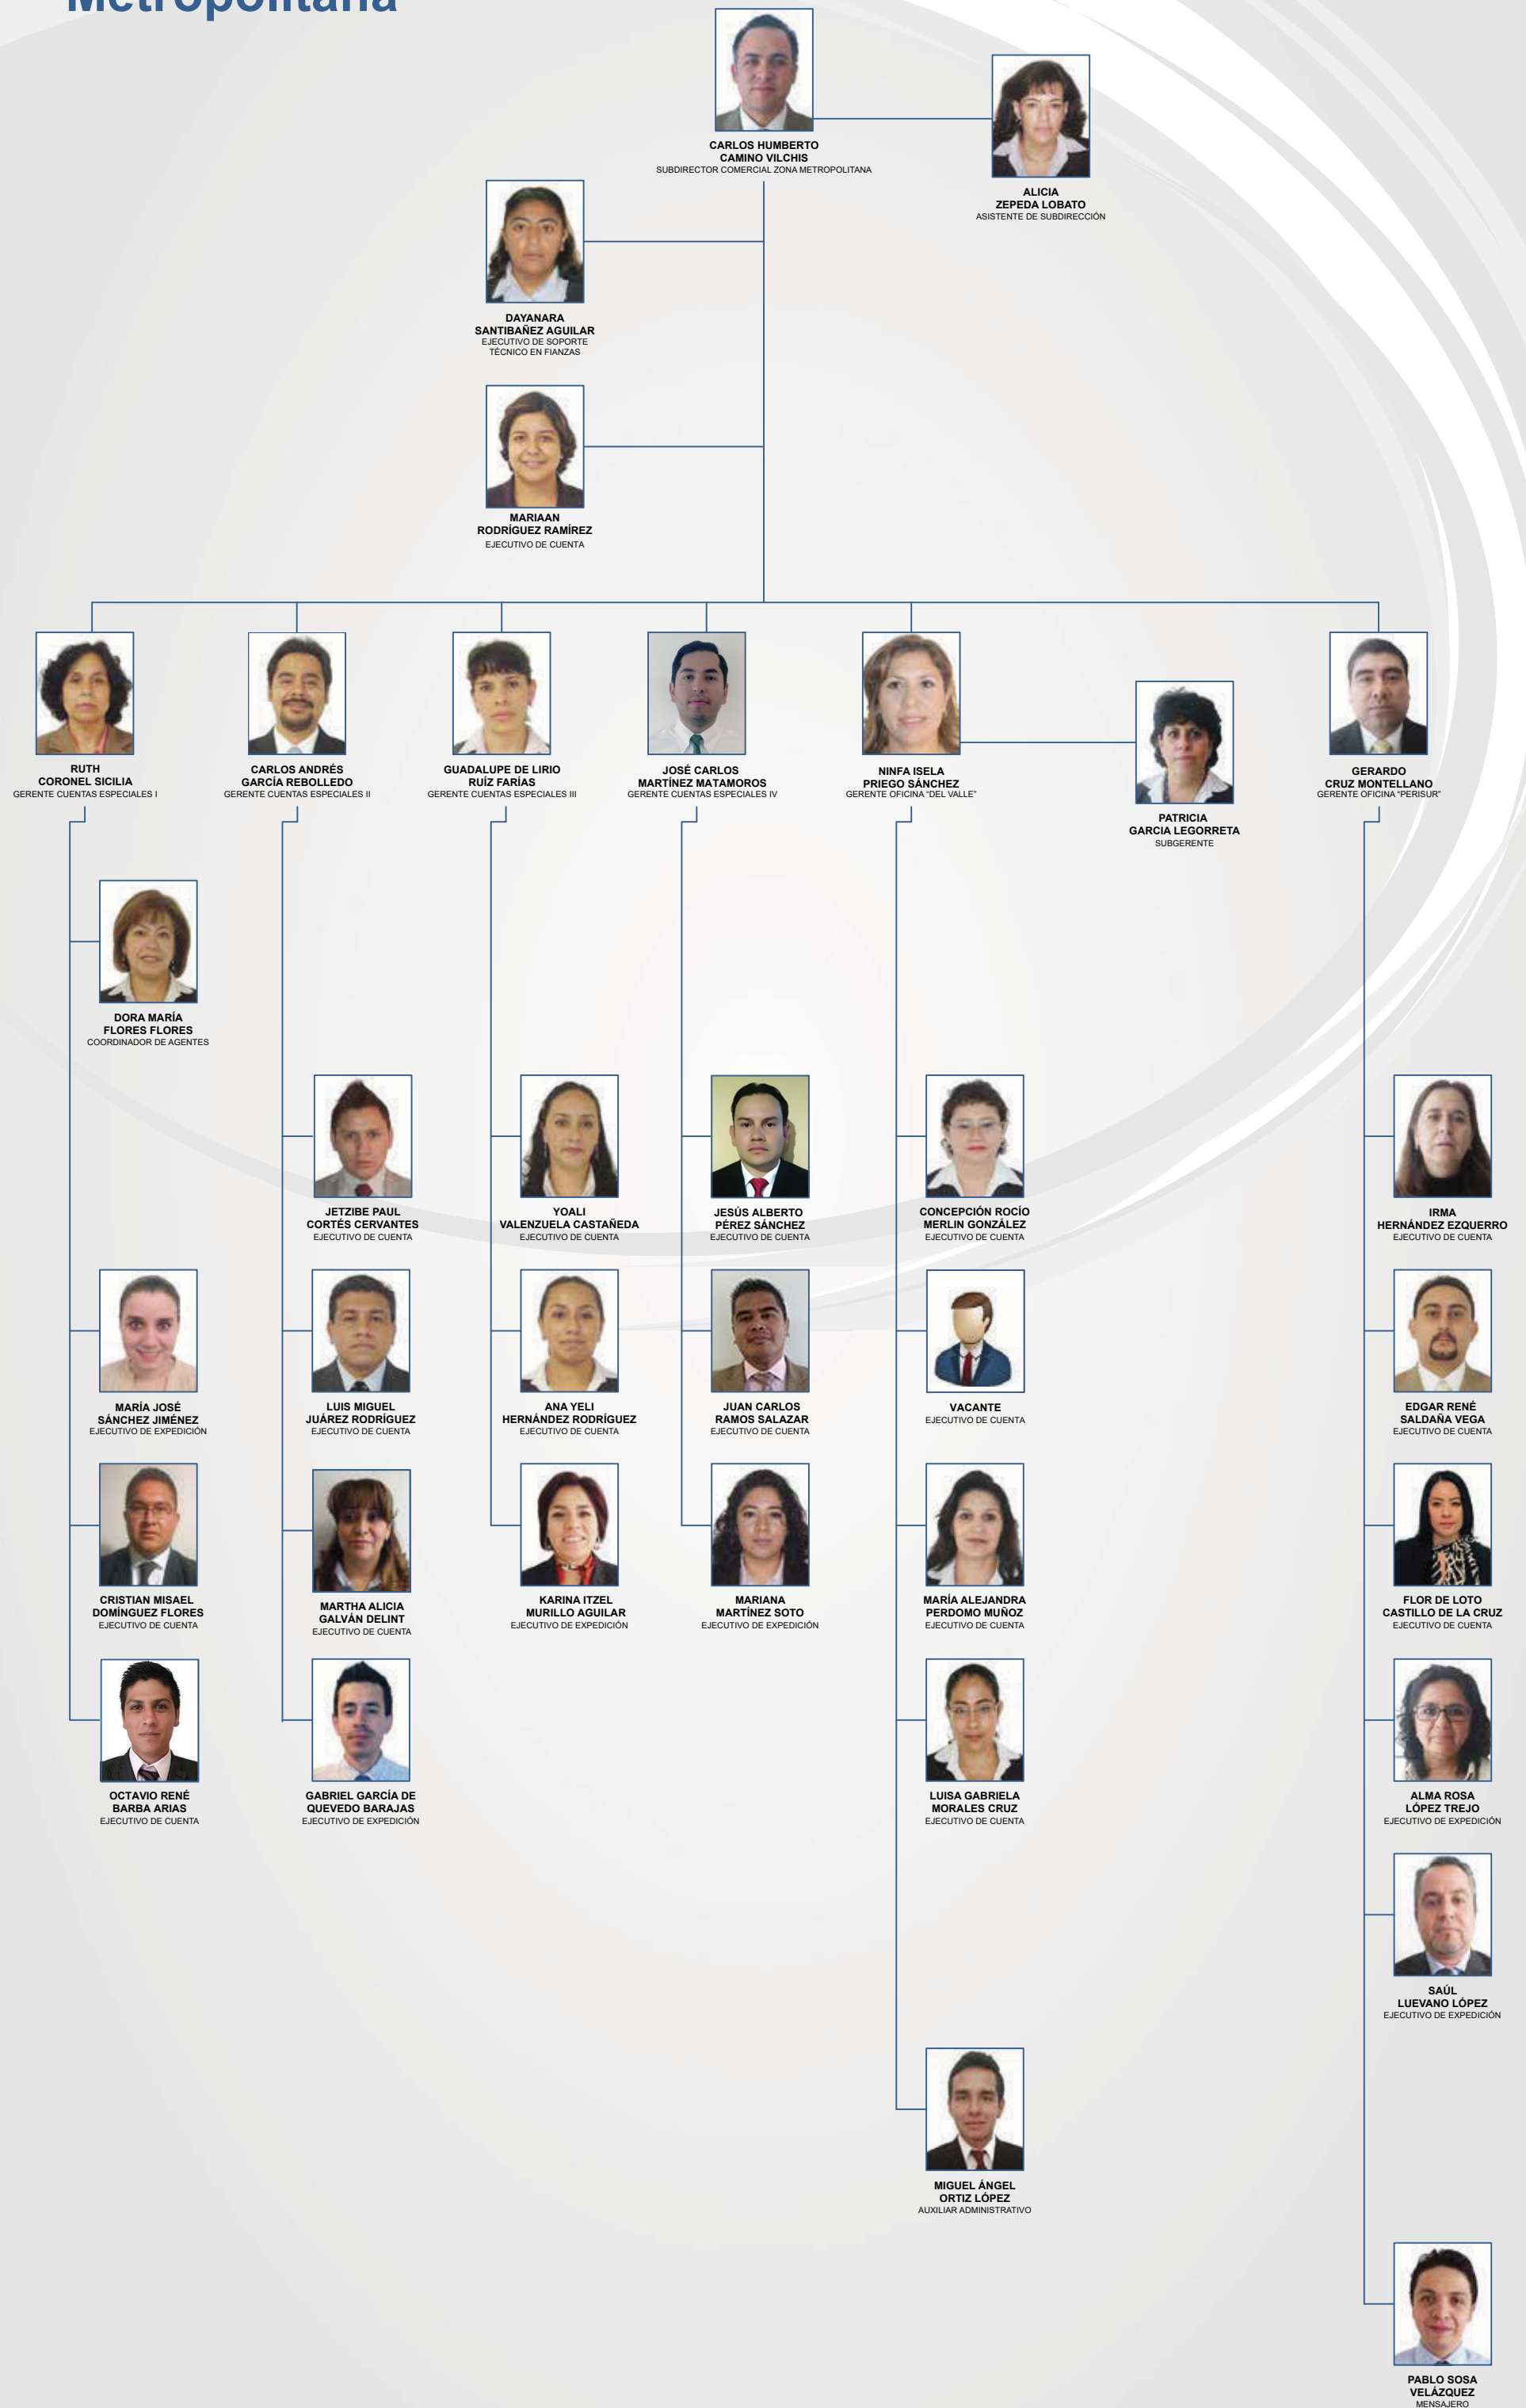 Metropolitana
CARLOS HUMBERTO
CAMINO VILCHIS
SUBDIRECTOR COMERCIAL ZONA METROPOLITANA
ALICIA
ZEPEDA LOBATO
ASISTENTE DE SUBDIRECCIÓN
DAYANARA
SANTIBAÑEZ AGUILAR
EJECUTIVO DE SOPORTE
TÉCNICO EN FIANZAS
MARIAAN
RODRÍGUEZ RAMÍREZ
EJECUTIVO DE CUENTA
RUTH
CORONEL SICILIA
GERENTE CUENTAS ESPECIALES I
CARLOS ANDRÉS
GARCÍA REBOLLEDO
GERENTE CUENTAS ESPECIALES II
GUADALUPE DE LIRIO
RUÍZ FARÍAS
GERENTE CUENTAS ESPECIALES III
JOSÉ CARLOS
MARTÍNEZ MATAMOROS
GERENTE CUENTAS ESPECIALES IV
NINFA ISELA
PRIEGO SÁNCHEZ
GERENTE OFICINA “DEL VALLE”
PATRICIA
GARCIA LEGORRETA
SUBGERENTE
GERARDO
CRUZ MONTELLANO
GERENTE OFICINA “PERISUR”
DORA MARÍA
FLORES FLORES
COORDINADOR DE AGENTES
JETZIBE PAUL
CORTÉS CERVANTES
EJECUTIVO DE CUENTA
YOALI
VALENZUELA CASTAÑEDA
EJECUTIVO DE CUENTA
JESÚS ALBERTO
PÉREZ SÁNCHEZ
EJECUTIVO DE CUENTA
CONCEPCIÓN ROCÍO
MERLIN GONZÁLEZ
EJECUTIVO DE CUENTA
IRMA
HERNÁNDEZ EZQUERRO
EJECUTIVO DE CUENTA
MARÍA JOSÉ
SÁNCHEZ JIMÉNEZ
EJECUTIVO DE EXPEDICIÓN
LUIS MIGUEL
JUÁREZ RODRÍGUEZ
EJECUTIVO DE CUENTA
ANA YELI
HERNÁNDEZ RODRÍGUEZ
EJECUTIVO DE CUENTA
JUAN CARLOS
RAMOS SALAZAR
EJECUTIVO DE CUENTA
VACANTE
EJECUTIVO DE CUENTA
EDGAR RENÉ
SALDAÑA VEGA
EJECUTIVO DE CUENTA
CRISTIAN MISAEL
DOMÍNGUEZ FLORES
EJECUTIVO DE CUENTA
MARTHA ALICIA
GALVÁN DELINT
EJECUTIVO DE CUENTA
KARINA ITZEL
MURILLO AGUILAR
EJECUTIVO DE EXPEDICIÓN
MARIANA
MARTÍNEZ SOTO
EJECUTIVO DE EXPEDICIÓN
MARÍA ALEJANDRA
PERDOMO MUÑOZ
EJECUTIVO DE CUENTA
FLOR DE LOTO
CASTILLO DE LA CRUZ
EJECUTIVO DE CUENTA
OCTAVIO RENÉ
BARBA ARIAS
EJECUTIVO DE CUENTA
GABRIEL GARCÍA DE
QUEVEDO BARAJAS
EJECUTIVO DE EXPEDICIÓN
LUISA GABRIELA
MORALES CRUZ
EJECUTIVO DE CUENTA
ALMA ROSA
LÓPEZ TREJO
EJECUTIVO DE EXPEDICIÓN
SAÚL
LUEVANO LÓPEZ
EJECUTIVO DE EXPEDICIÓN
MIGUEL ÁNGEL
ORTIZ LÓPEZ
AUXILIAR ADMINISTRATIVO
PABLO SOSA
VELÁZQUEZ
MENSAJERO